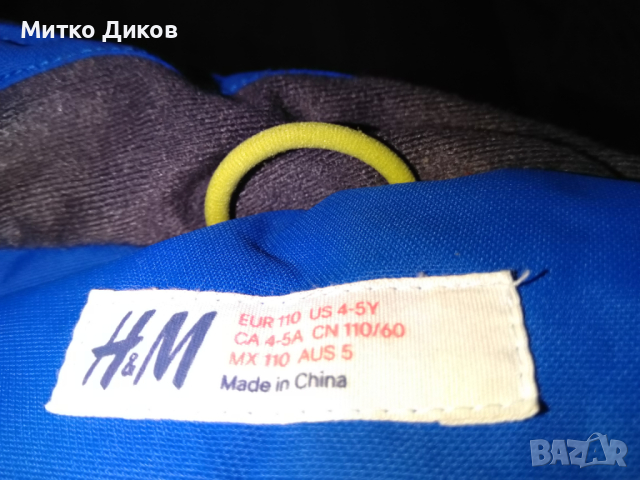 Митко Диков
H&M
EUR 110 US 4-5Y
CA 4-5A CN 110/60
MX 110 AUS 5
Made in China
BAZAR